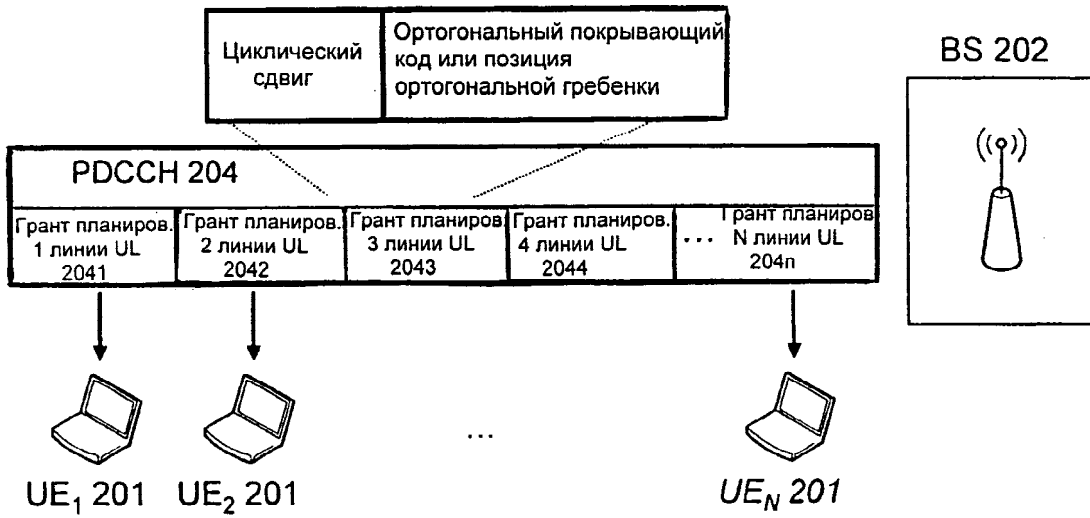 Циклический
сдвиг
Ортогональный покрывающий
код или позиция
ортогональной гребенки
BS 202
PDCCH 204
Грант планиров.
1 линии UL
2041
Грант планиров.
2 линии UL
2042
Грант планиров.
3 линии UL
2043
Грант планиров.
4 линии UL
2044
Грант планиров
... N линии UL
204n
...
UE1 201
UE2 201
UEN 201